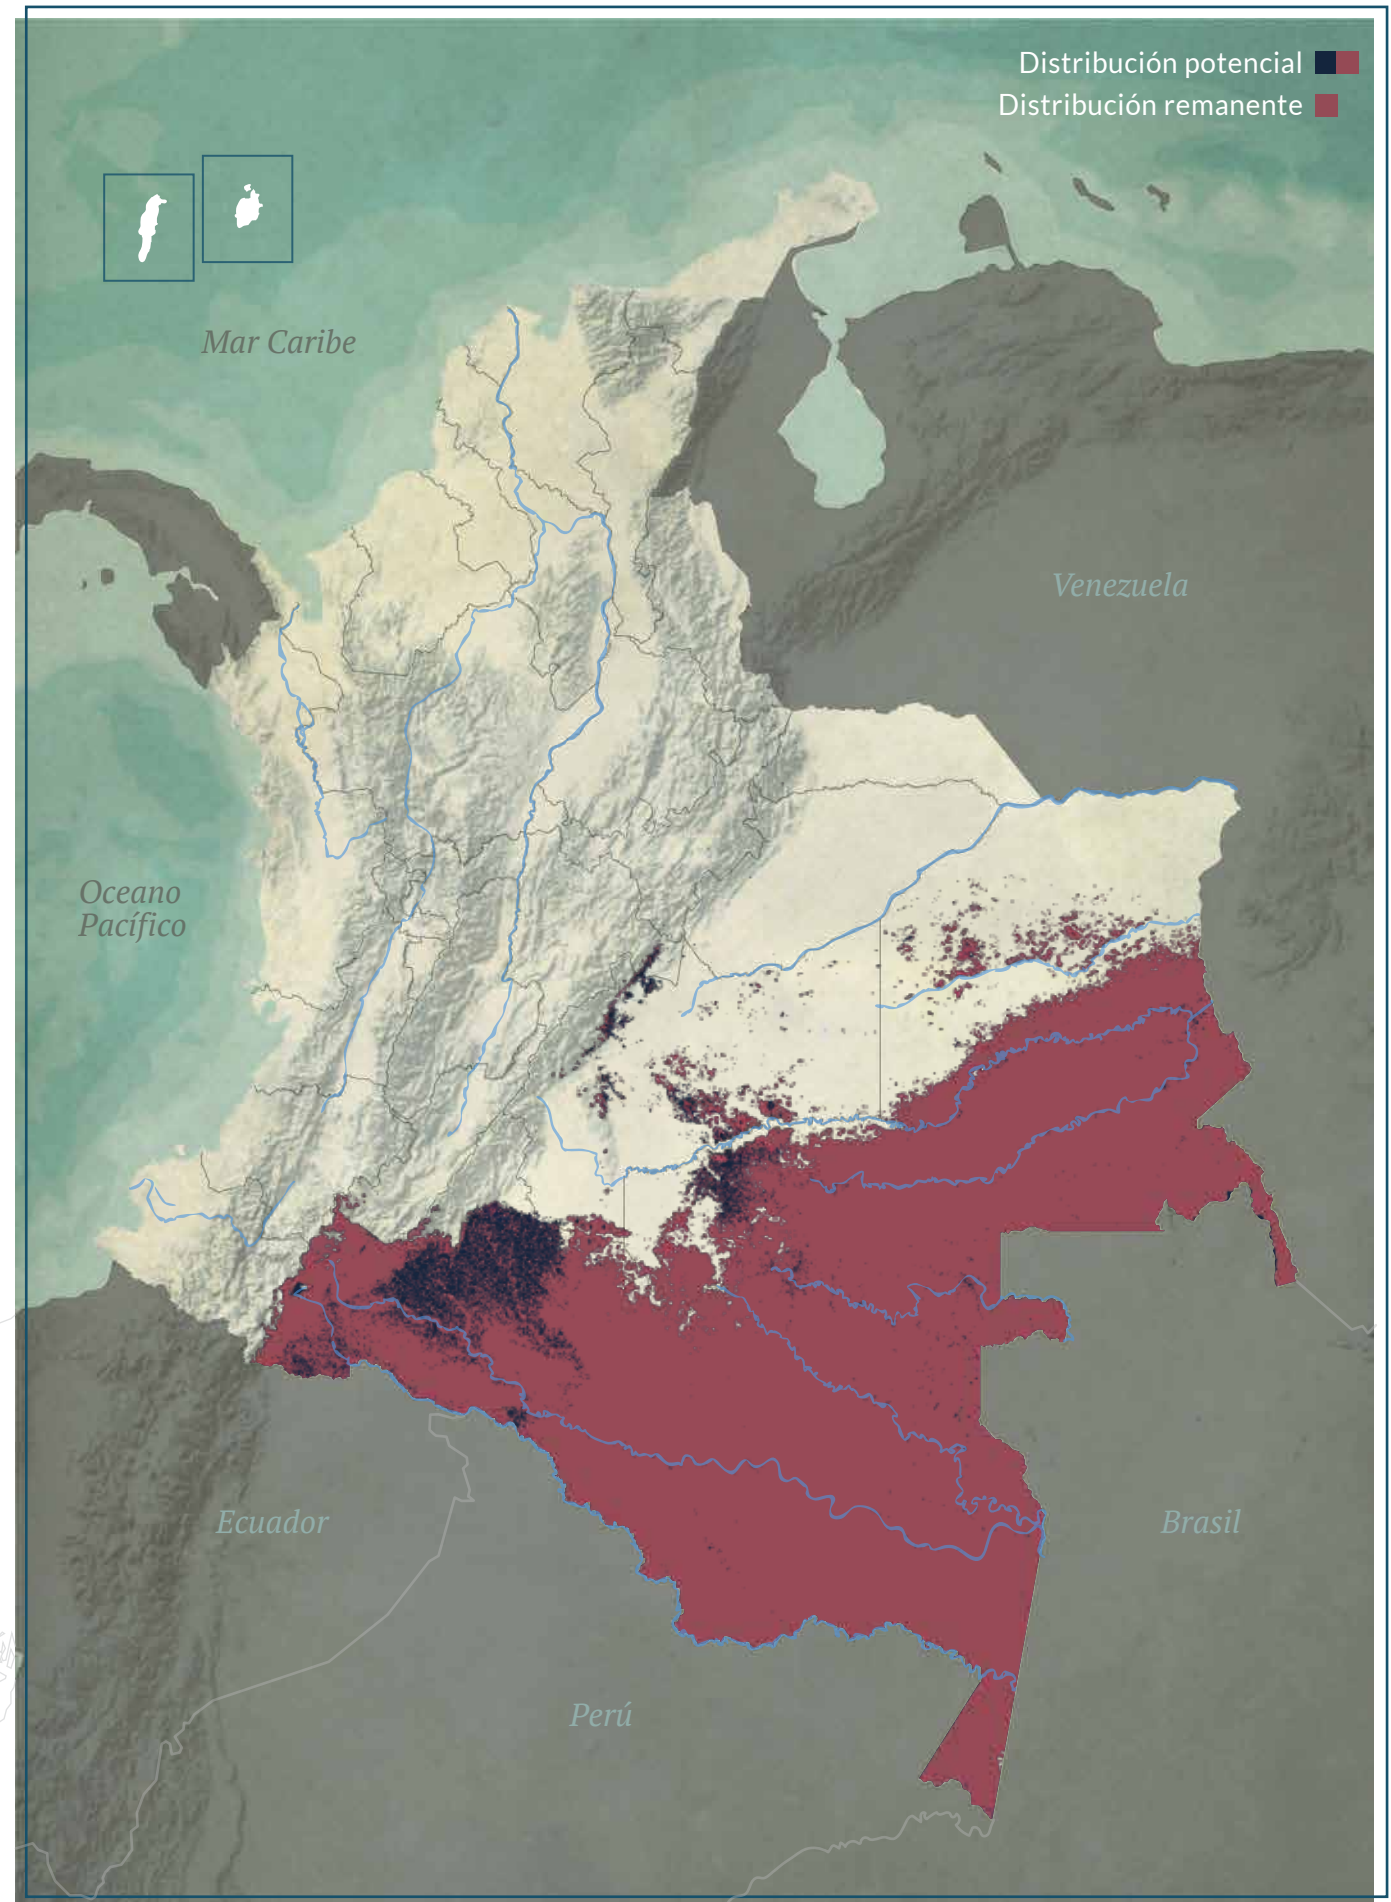 Distribución potencial
Distribución remanente
Mar Caribe
Venezuela
Oceano
Pacífico
Ecuador
Brasil
Perú